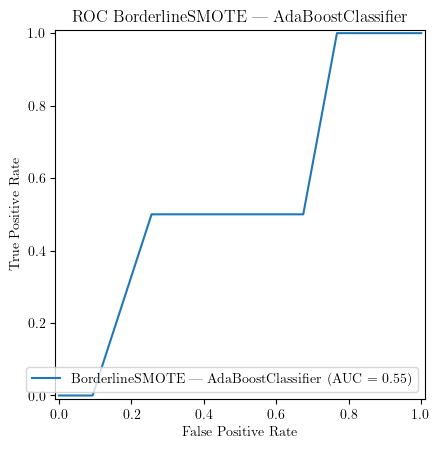 ROC BorderlineSMOTE — AdaBoostClassifier
1.0
0.8
0.6
0.4
0.2
0.0
True Positive Rate
BorderlineSMOTE — AdaBoostClassifier (AUC = 0.55)
0.0 0.2 0.4 0.6 0.8 1.0
False Positive Rate